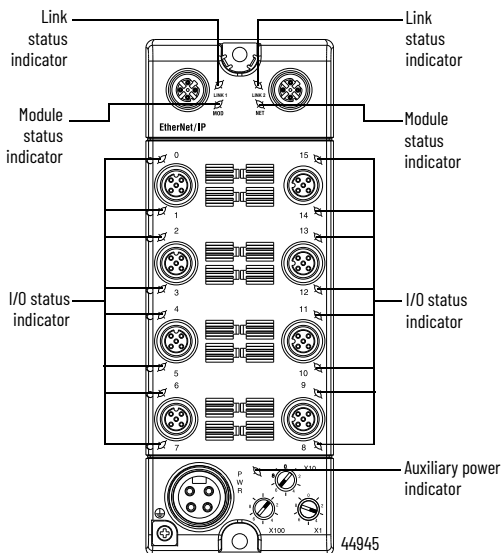 Link
status
indicator
Link
status
indicator
LINK 1
LINK 2
MOD
NET
Module
status
indicator
Module
status
indicator
EtherNet/IP
0
15
1
14
2
13
3
12
I/O status
indicator
I/O status
indicator
4
11
5
10
6
9
7
8
P
W
R
X10
X100
X1
Auxiliary power
indicator
44945